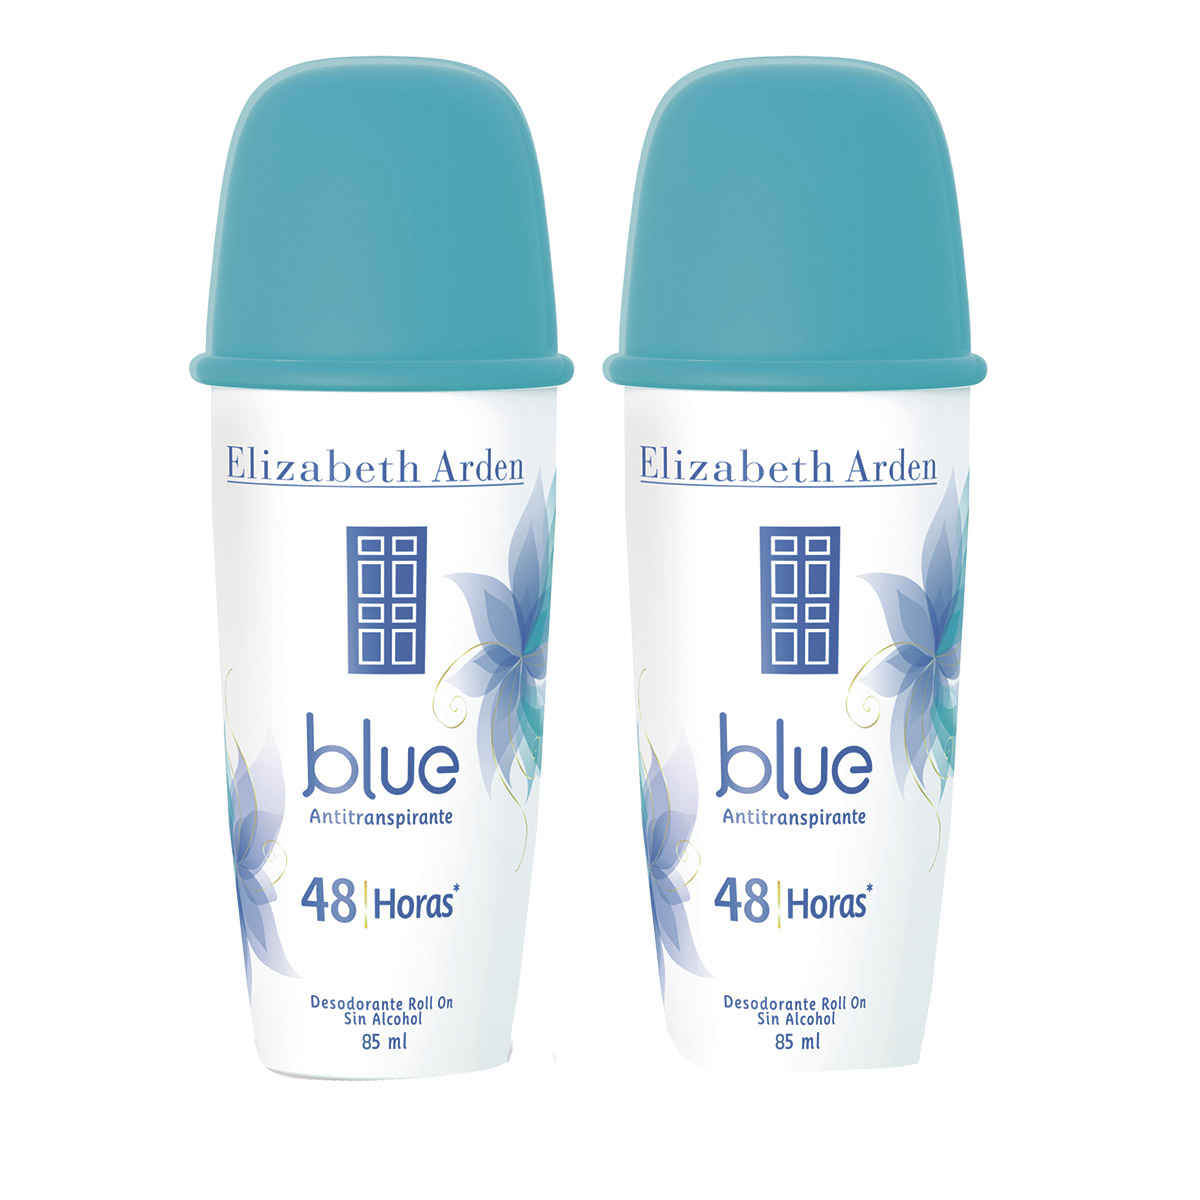 Elizabeth Arden
blue
Antitranspirante
48 | Horas*
Desodorante Roll On
Sin Alcohol
85 ml
Elizabeth Arden
blue
Antitranspirante
48 | Horas*
Desodorante Roll On
Sin Alcohol
85 ml